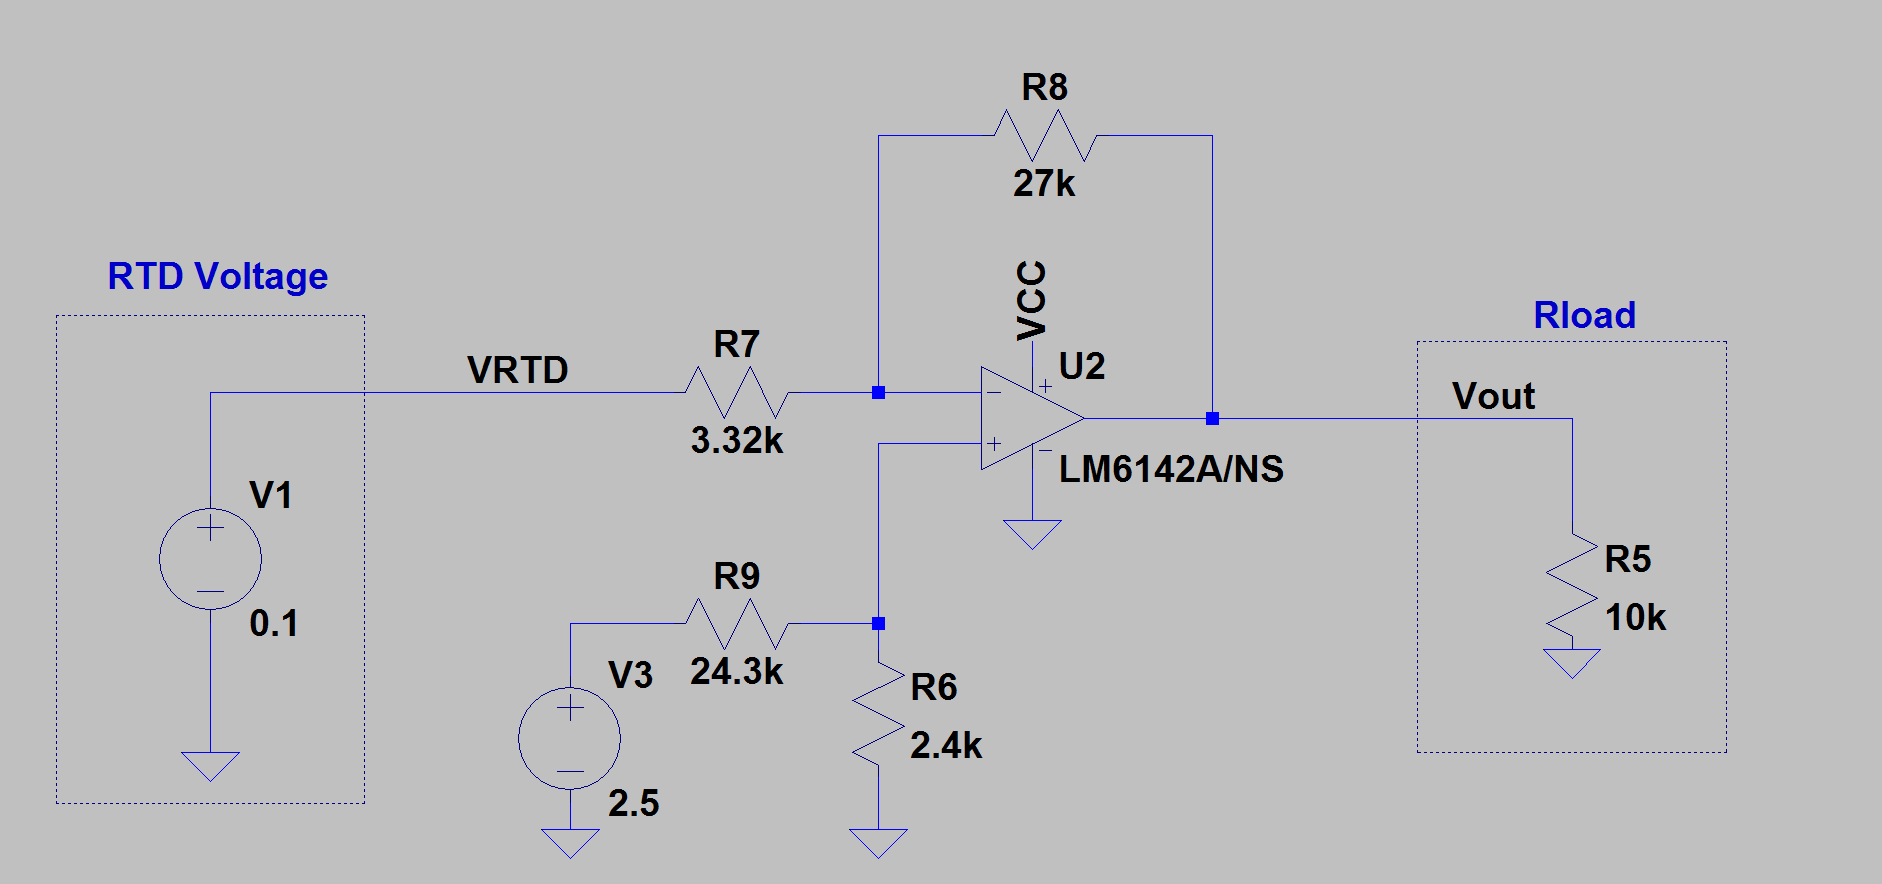 R8
27k
RTD Voltage
VCC
Rload
R7
U2
VRTD
Vout
3.32k
LM6142A/NS
V1
0.1
R9
24.3k
V3
2.5
R6
2.4k
R5
10k